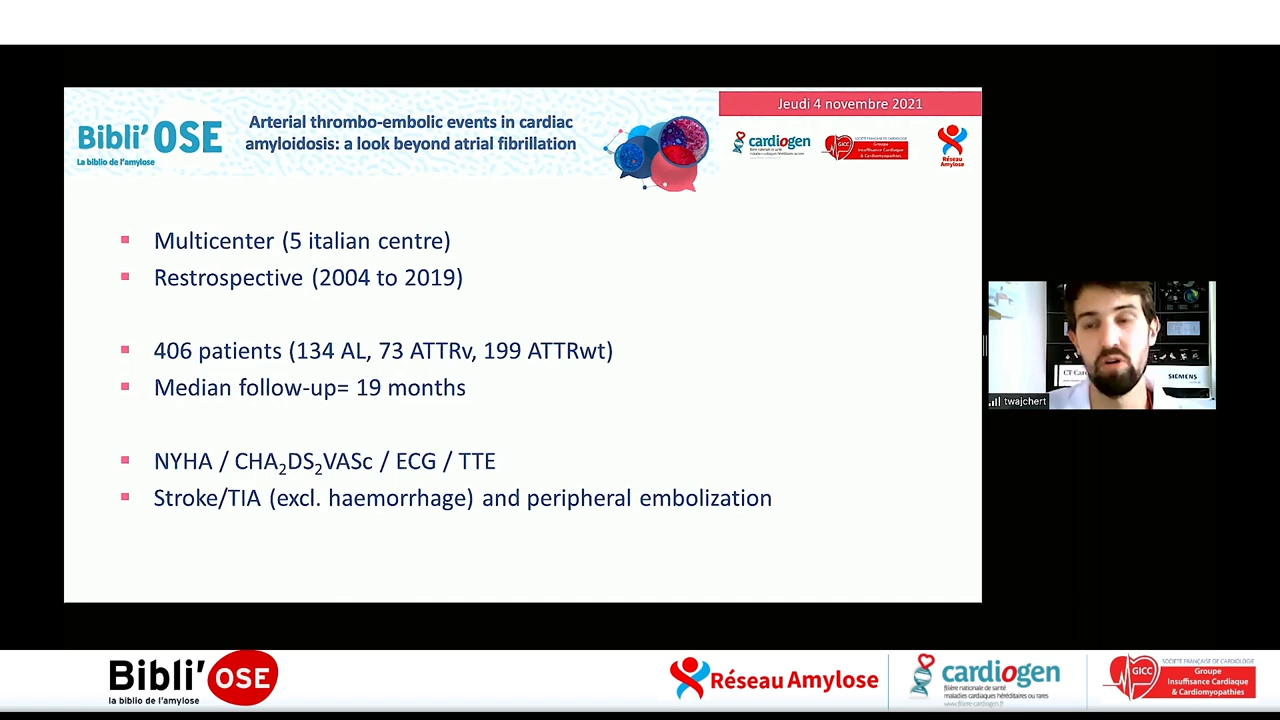 Jeudi 4 novembre 2021
Bibli'OSE
La biblio de l'amylose
Arterial thrombo-embolic events in cardiac
amyloidosis: a look beyond atrial fibrillation
cardiogen
GICC
Groupe
Insuffisance Cardiaque
& Cardiomyopathies
Réseau
Amylose
Multicenter (5 italian centre)
Restrospective (2004 to 2019)
406 patients (134 AL, 73 ATTRv, 199 ATTRwt)
Median follow-up= 19 months
NYHA / CHA₂DS₂VASc / ECG / TTE
Stroke/TIA (excl. haemorrhage) and peripheral embolization
SIEMENS
twajchert
Bibli'OSE
la biblio de l'amylose
Réseau Amylose
cardiogen
filière nationale de santé
maladies cardiaques héréditaires ou rares
www.filiere-cardiogen.fr
SOCIÉTÉ FRANÇAISE DE CARDIOLOGIE
GICC
Groupe
Insuffisance Cardiaque
& Cardiomyopathies